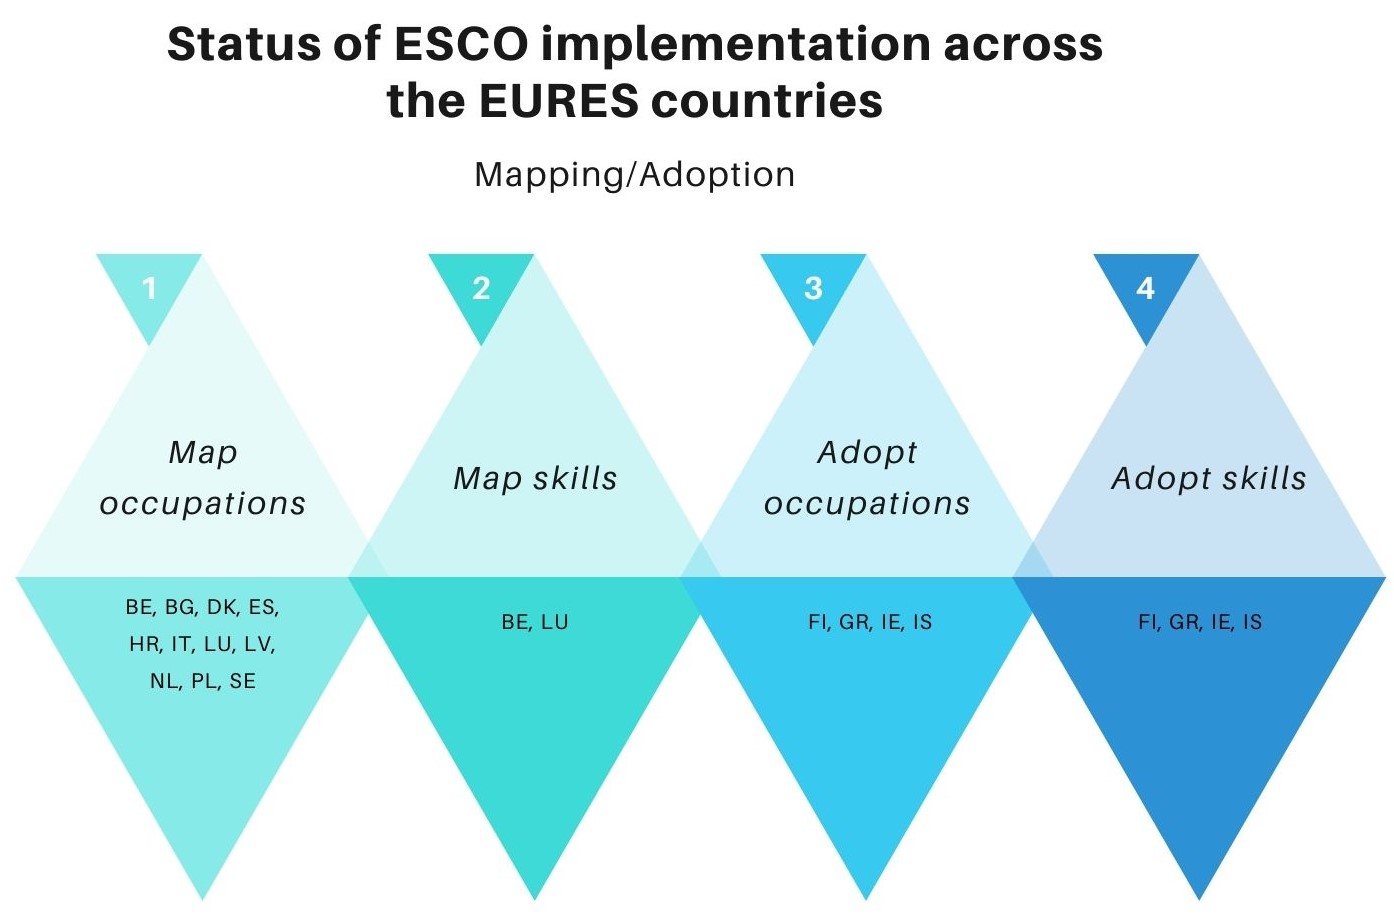 Status of ESCO implementation across
the EURES countries
Mapping/Adoption
1
Map
occupations
BE, BG, DK, ES,
HR, IT, LU, LV,
NL, PL, SE
2
Map skills
BE, LU
3
Adopt
occupations
FI, GR, IE, IS
4
Adopt skills
FI, GR, IE, IS